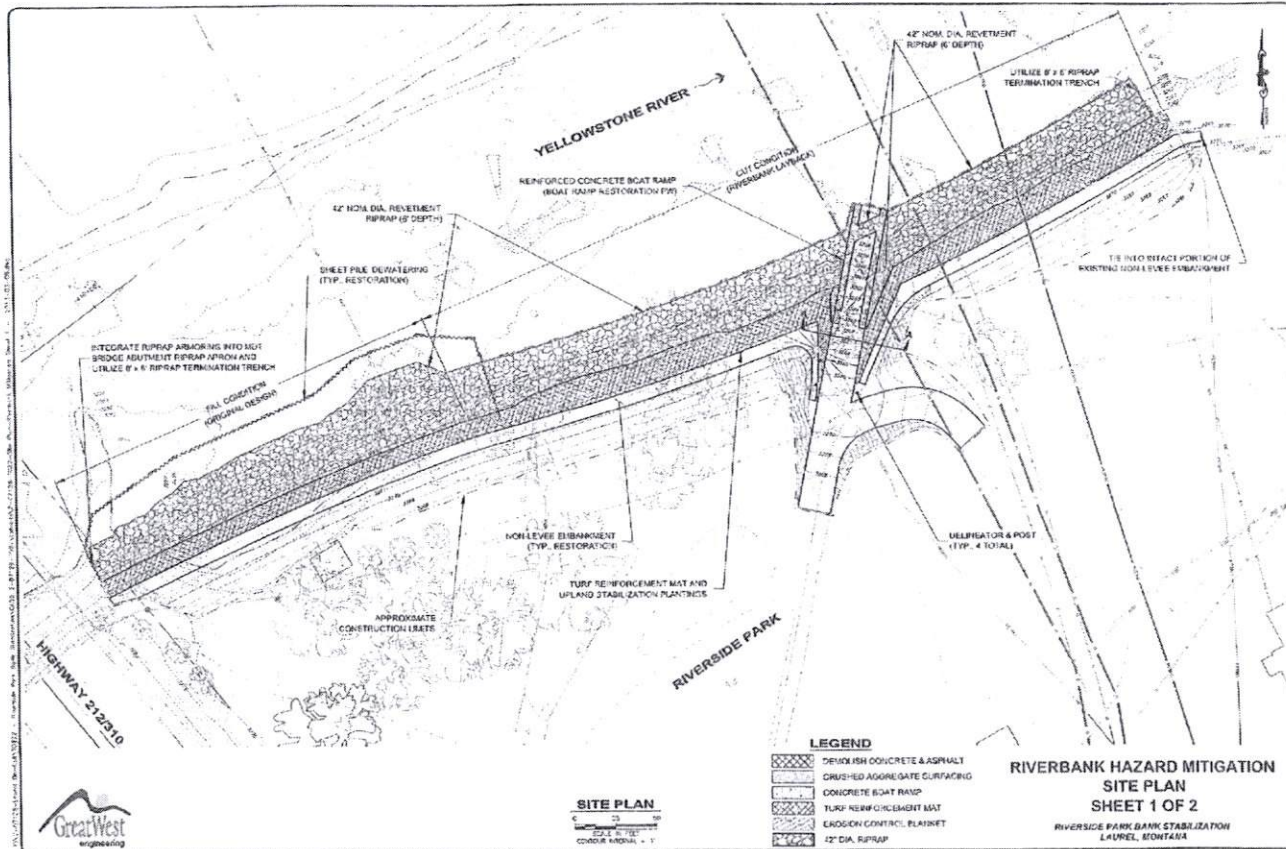 42" NOM. DIA. REVETMENT
RIPRAP (6' DEPTH)
UTILIZE 8' x 6' RIPRAP
TERMINATION TRENCH
YELLOWSTONE RIVER
CUT CONDITION
(RIVERBANK LAYBACK)
REINFORCED CONCRETE BOAT RAMP
(BOAT RAMP RESTORATION PW)
42" NOM. DIA. REVETMENT
RIPRAP (6' DEPTH)
SHEET PILE DEWATERING
(TYP., RESTORATION)
TIE INTO INTACT PORTION OF
EXISTING NON-LEVEE EMBANKMENT
INTEGRATE RIPRAP ARMORING INTO MDT
BRIDGE ABUTMENT RIPRAP APRON AND
UTILIZE 8' x 6' RIPRAP TERMINATION TRENCH
FILL CONDITION
(ORIGINAL DESIGN)
NON-LEVEE EMBANKMENT
(TYP., RESTORATION)
DELINEATOR & POST
(TYP., 4 TOTAL)
TURF REINFORCEMENT MAT AND
UPLAND STABILIZATION PLANTINGS
APPROXIMATE
CONSTRUCTION LIMITS
RIVERSIDE PARK
HIGHWAY 212/310
LEGEND
DEMOLISH CONCRETE & ASPHALT
CRUSHED AGGREGATE SURFACING
CONCRETE BOAT RAMP
TURF REINFORCEMENT MAT
EROSION CONTROL BLANKET
42" DIA. RIPRAP
SITE PLAN
SCALE IN FEET
CONTOUR INTERVAL = 1'
GreatWest
engineering
RIVERBANK HAZARD MITIGATION
SITE PLAN
SHEET 1 OF 2
RIVERSIDE PARK BANK STABILIZATION
LAUREL, MONTANA